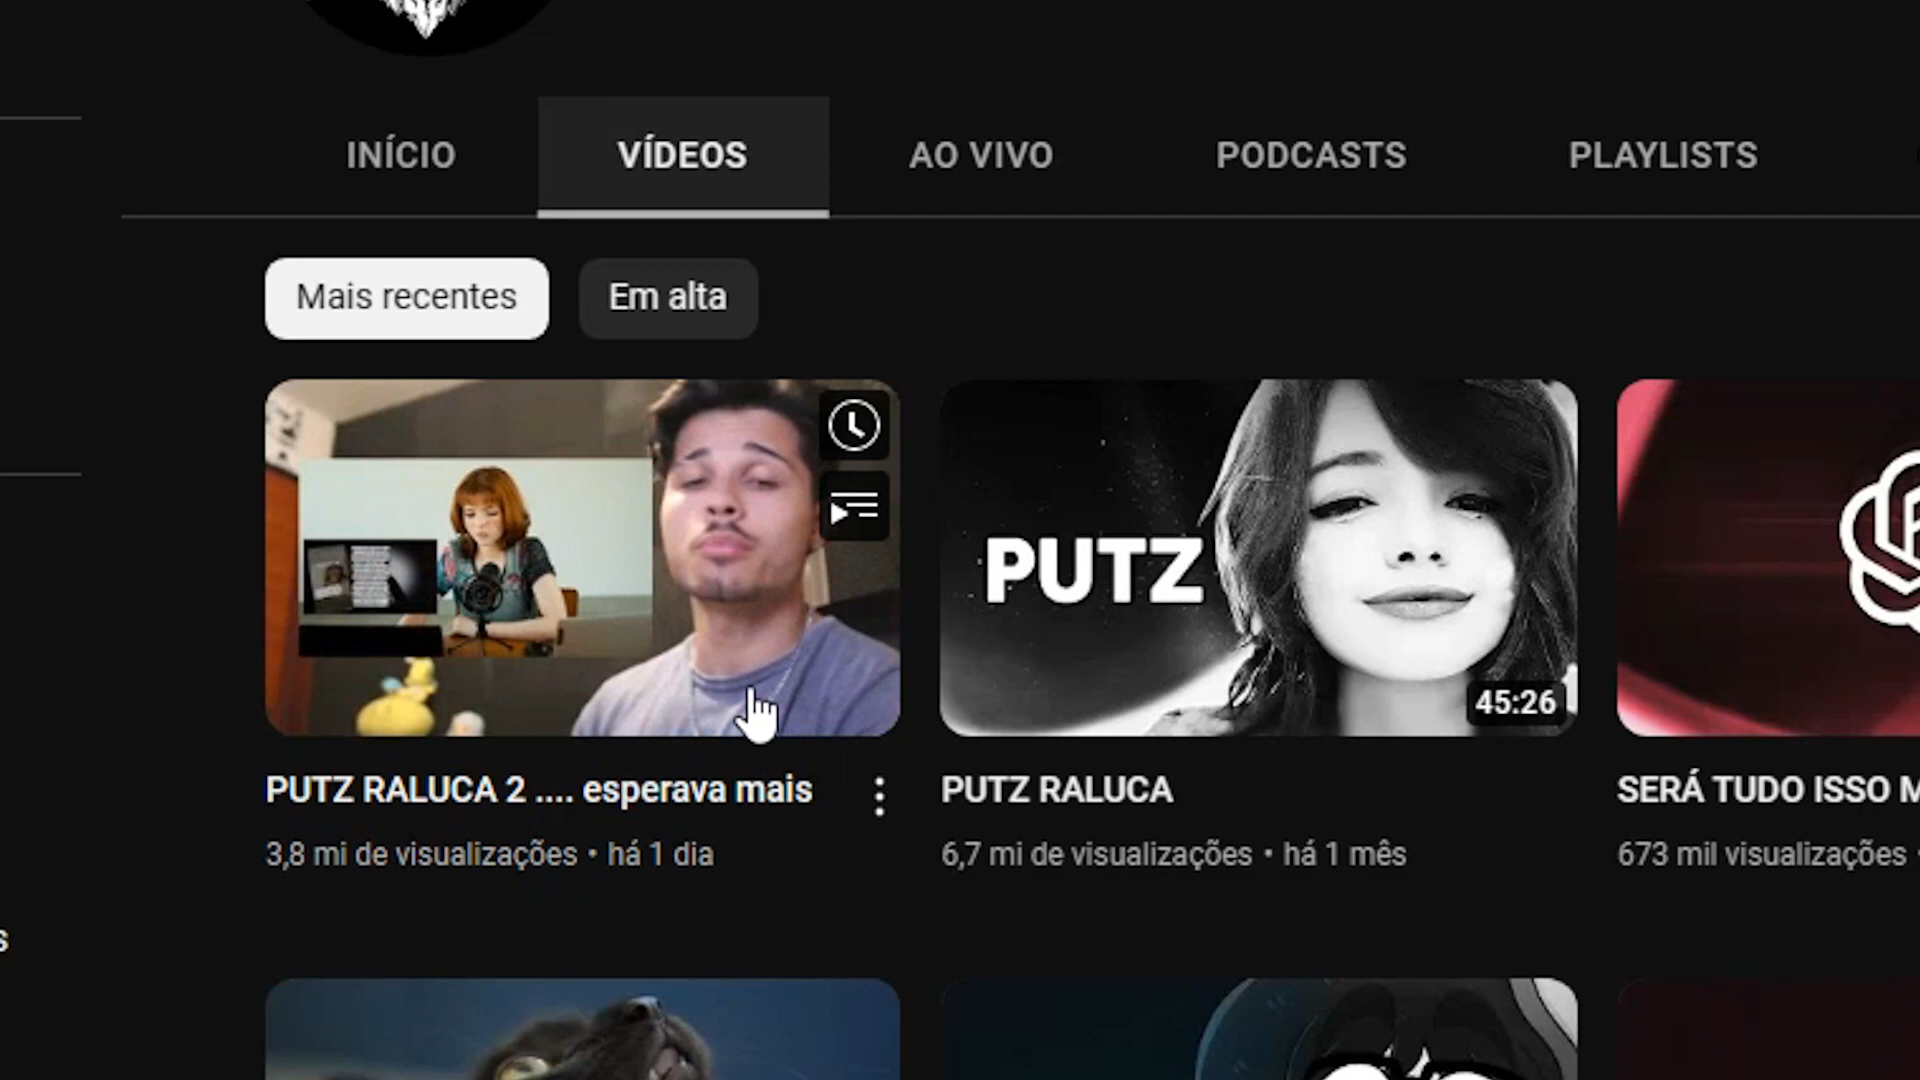 INÍCIO
VÍDEOS
AO VIVO
PODCASTS
PLAYLISTS
Mais recentes
Em alta
PUTZ
45:26
PUTZ RALUCA 2 .... esperava mais
PUTZ RALUCA
SERÁ TUDO ISSO
3,8 mi de visualizações • há 1 dia
6,7 mi de visualizações • há 1 mês
673 mil visualizações •